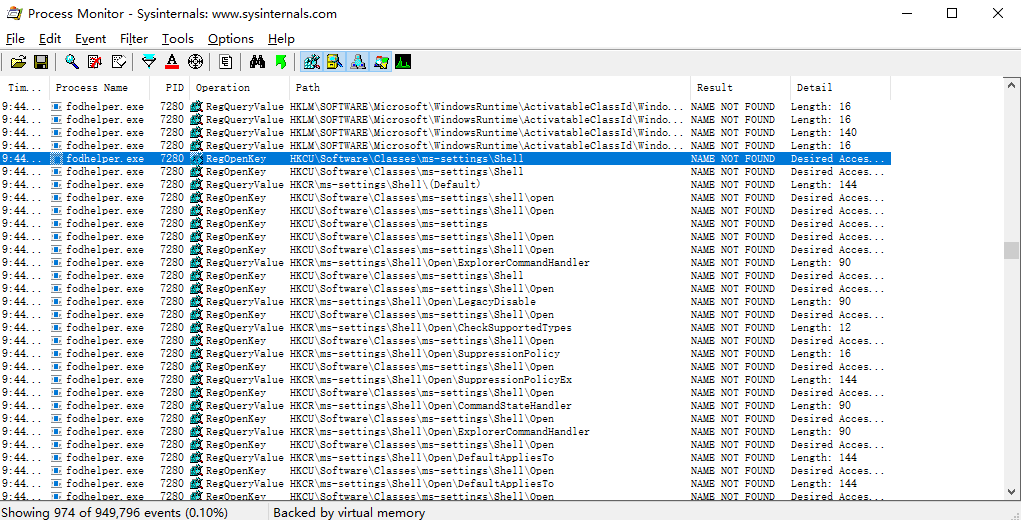 Process Monitor - Sysinternals: www.sysinternals.com
File Edit Event Filter Tools Options Help
Tim... Process Name PID Operation Path Result Detail
9:44... fodhelper.exe 7280 RegQueryValue HKLM\SOFTWARE\Microsoft\WindowsRuntime\ActivatableClassId\Windo... NAME NOT FOUND Length: 16
9:44... fodhelper.exe 7280 RegQueryValue HKLM\SOFTWARE\Microsoft\WindowsRuntime\ActivatableClassId\Windo... NAME NOT FOUND Length: 16
9:44... fodhelper.exe 7280 RegQueryValue HKLM\SOFTWARE\Microsoft\WindowsRuntime\ActivatableClassId\Windo... NAME NOT FOUND Length: 140
9:44... fodhelper.exe 7280 RegQueryValue HKLM\SOFTWARE\Microsoft\WindowsRuntime\ActivatableClassId\Windo... NAME NOT FOUND Length: 16
9:44... fodhelper.exe 7280 RegOpenKey HKCU\Software\Classes\ms-settings\Shell NAME NOT FOUND Desired Acces...
9:44... fodhelper.exe 7280 RegOpenKey HKCU\Software\Classes\ms-settings\Shell NAME NOT FOUND Desired Acces...
9:44... fodhelper.exe 7280 RegQueryValue HKCR\ms-settings\Shell\(Default) NAME NOT FOUND Length: 144
9:44... fodhelper.exe 7280 RegOpenKey HKCU\Software\Classes\ms-settings\shell\open NAME NOT FOUND Desired Acces...
9:44... fodhelper.exe 7280 RegOpenKey HKCU\Software\Classes\ms-settings\Shell\Open NAME NOT FOUND Desired Acces...
9:44... fodhelper.exe 7280 RegOpenKey HKCU\Software\Classes\ms-settings NAME NOT FOUND Desired Acces...
9:44... fodhelper.exe 7280 RegOpenKey HKCU\Software\Classes\ms-settings\Shell\Open NAME NOT FOUND Desired Acces...
9:44... fodhelper.exe 7280 RegOpenKey HKCU\Software\Classes\ms-settings\Shell\Open NAME NOT FOUND Desired Acces...
9:44... fodhelper.exe 7280 RegQueryValue HKCR\ms-settings\Shell\Open\ExplorerCommandHandler NAME NOT FOUND Length: 90
9:44... fodhelper.exe 7280 RegOpenKey HKCU\Software\Classes\ms-settings\Shell NAME NOT FOUND Desired Acces...
9:44... fodhelper.exe 7280 RegOpenKey HKCU\Software\Classes\ms-settings\Shell\Open NAME NOT FOUND Desired Acces...
9:44... fodhelper.exe 7280 RegQueryValue HKCR\ms-settings\Shell\Open\LegacyDisable NAME NOT FOUND Length: 90
9:44... fodhelper.exe 7280 RegOpenKey HKCU\Software\Classes\ms-settings\Shell\Open NAME NOT FOUND Desired Acces...
9:44... fodhelper.exe 7280 RegQueryValue HKCR\ms-settings\Shell\Open\CheckSupportedTypes NAME NOT FOUND Length: 12
9:44... fodhelper.exe 7280 RegOpenKey HKCU\Software\Classes\ms-settings\Shell\Open NAME NOT FOUND Desired Acces...
9:44... fodhelper.exe 7280 RegQueryValue HKCR\ms-settings\Shell\Open\SuppressionPolicy NAME NOT FOUND Length: 16
9:44... fodhelper.exe 7280 RegOpenKey HKCU\Software\Classes\ms-settings\Shell\Open NAME NOT FOUND Desired Acces...
9:44... fodhelper.exe 7280 RegQueryValue HKCR\ms-settings\Shell\Open\SuppressionPolicyEx NAME NOT FOUND Length: 144
9:44... fodhelper.exe 7280 RegOpenKey HKCU\Software\Classes\ms-settings\Shell\Open NAME NOT FOUND Desired Acces...
9:44... fodhelper.exe 7280 RegQueryValue HKCR\ms-settings\Shell\Open\CommandStateHandler NAME NOT FOUND Length: 90
9:44... fodhelper.exe 7280 RegOpenKey HKCU\Software\Classes\ms-settings\Shell\Open NAME NOT FOUND Desired Acces...
9:44... fodhelper.exe 7280 RegQueryValue HKCR\ms-settings\Shell\Open\ExplorerCommandHandler NAME NOT FOUND Length: 90
9:44... fodhelper.exe 7280 RegOpenKey HKCU\Software\Classes\ms-settings\Shell\Open NAME NOT FOUND Desired Acces...
9:44... fodhelper.exe 7280 RegQueryValue HKCR\ms-settings\Shell\Open\DefaultAppliesTo NAME NOT FOUND Length: 144
9:44... fodhelper.exe 7280 RegOpenKey HKCU\Software\Classes\ms-settings\Shell\Open NAME NOT FOUND Desired Acces...
9:44... fodhelper.exe 7280 RegQueryValue HKCR\ms-settings\Shell\Open\DefaultAppliesTo NAME NOT FOUND Length: 144
9:44... fodhelper.exe 7280 RegOpenKey HKCU\Software\Classes\ms-settings\Shell\Open NAME NOT FOUND Desired Acces...
Showing 974 of 949,796 events (0.10%) Backed by virtual memory